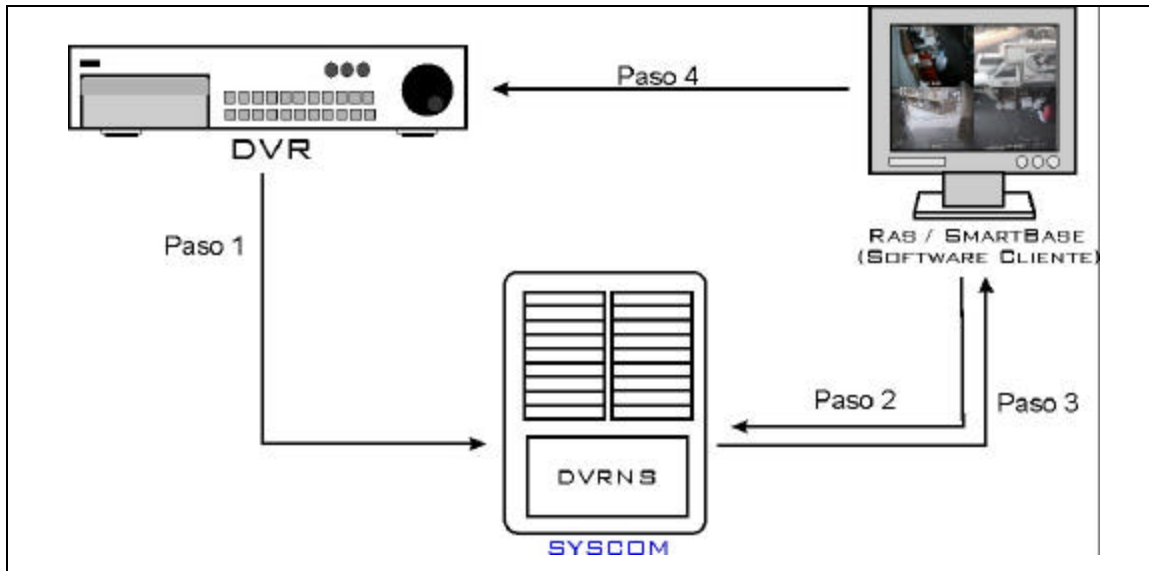 Paso 4
DVR
Paso 1
RAS / SMARTBASE
(SOFTWARE CLIENTE)
Paso 2
Paso 3
DVRNS
SYSCOM